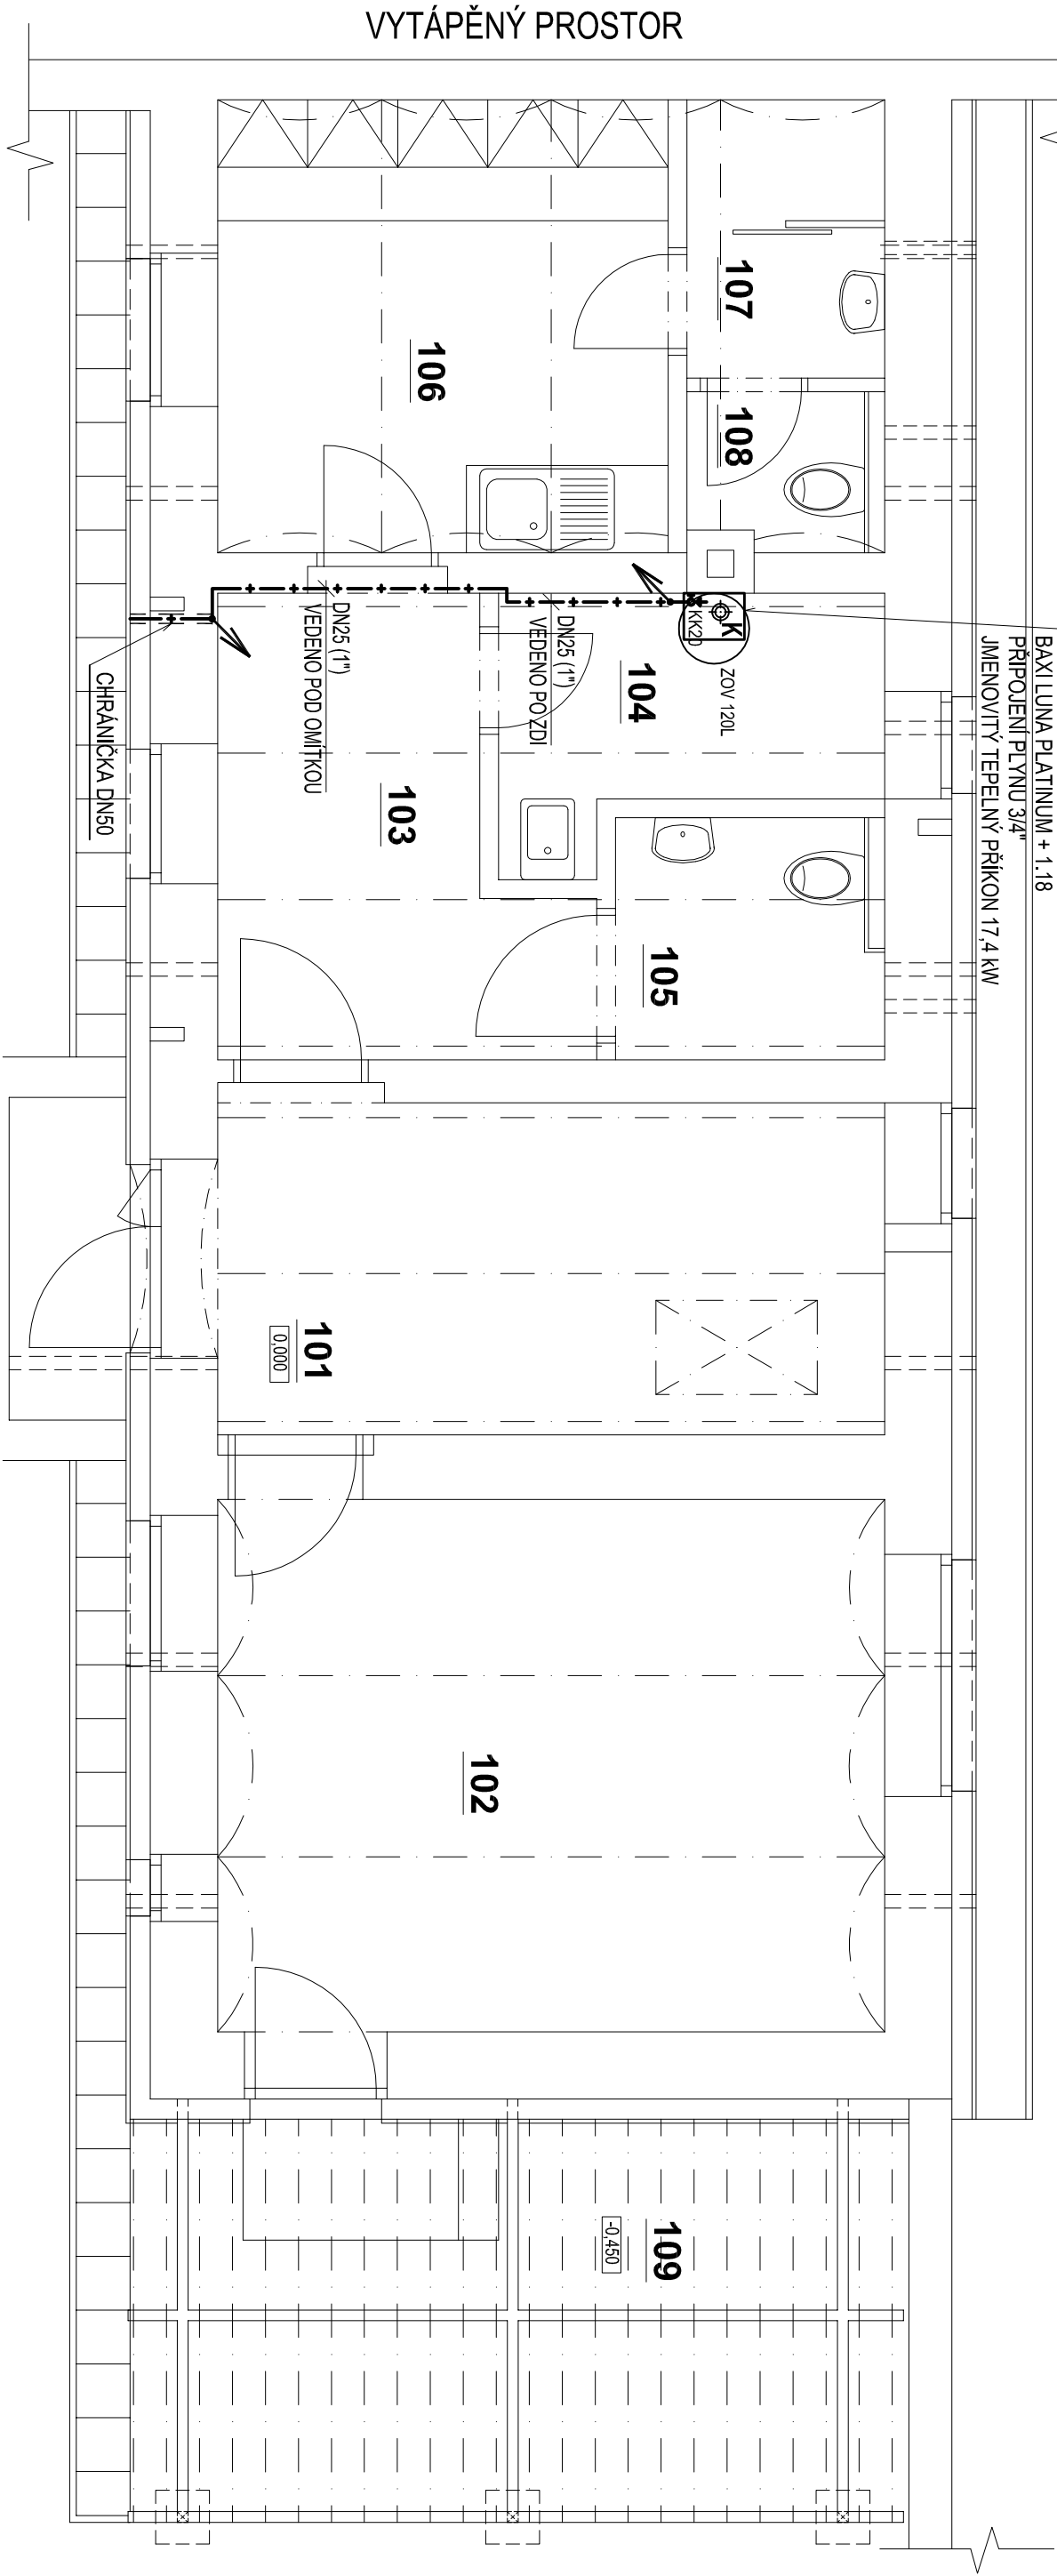 VYTÁPĚNÝ PROSTOR
BAXI LUNA PLATINUM + 1.18
PŘIPOJENÍ PLYNU 3/4"
JMENOVITÝ TEPELNÝ PŘÍKON 17,4 kW
107
106
108
K
KK20
ZOV 120L
104
DN25 (1")
VEDENO PO ZDI
DN25 (1")
VEDENO POD OMÍTKOU
CHRÁNIČKA DN50
103
105
101
0,000
102
109
-0,450